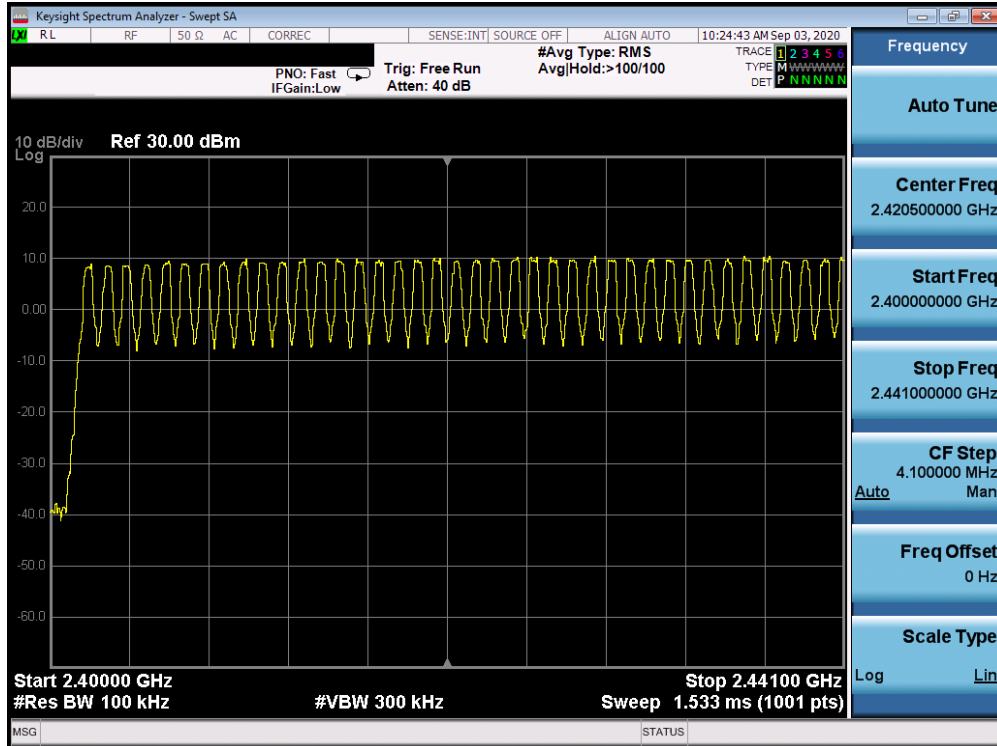 Keysight Spectrum Analyzer - Swept SA
LXI RL RF 50 Ω AC CORREC SENSE:INT SOURCE OFF ALIGN AUTO 10:24:43 AM Sep 03, 2020
PNO: Fast
IFGain:Low
Trig: Free Run
Atten: 40 dB
#Avg Type: RMS
Avg|Hold:>100/100
TRACE 1 2 3 4 5 6
TYPE M WWWWW
DET P N N N N N
10 dB/div
Log
Ref 30.00 dBm
20.0
10.0
0.00
-10.0
-20.0
-30.0
-40.0
-50.0
-60.0
Start 2.40000 GHz
#Res BW 100 kHz
#VBW 300 kHz
Stop 2.44100 GHz
Sweep 1.533 ms (1001 pts)
MSG
STATUS
Frequency
Auto Tune
Center Freq
2.420500000 GHz
Start Freq
2.400000000 GHz
Stop Freq
2.441000000 GHz
CF Step
4.100000 MHz
Auto Man
Freq Offset
0 Hz
Scale Type
Log Lin